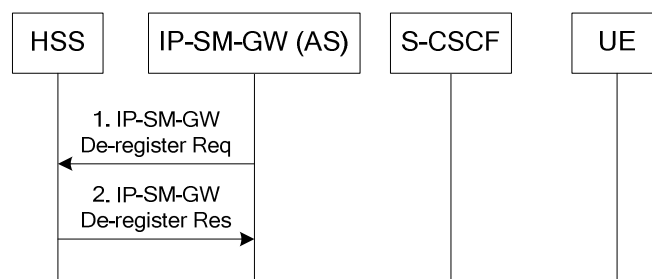 HSS
IP-SM-GW (AS)
S-CSCF
UE
1. IP-SM-GW
De-register Req
2. IP-SM-GW
De-register Res